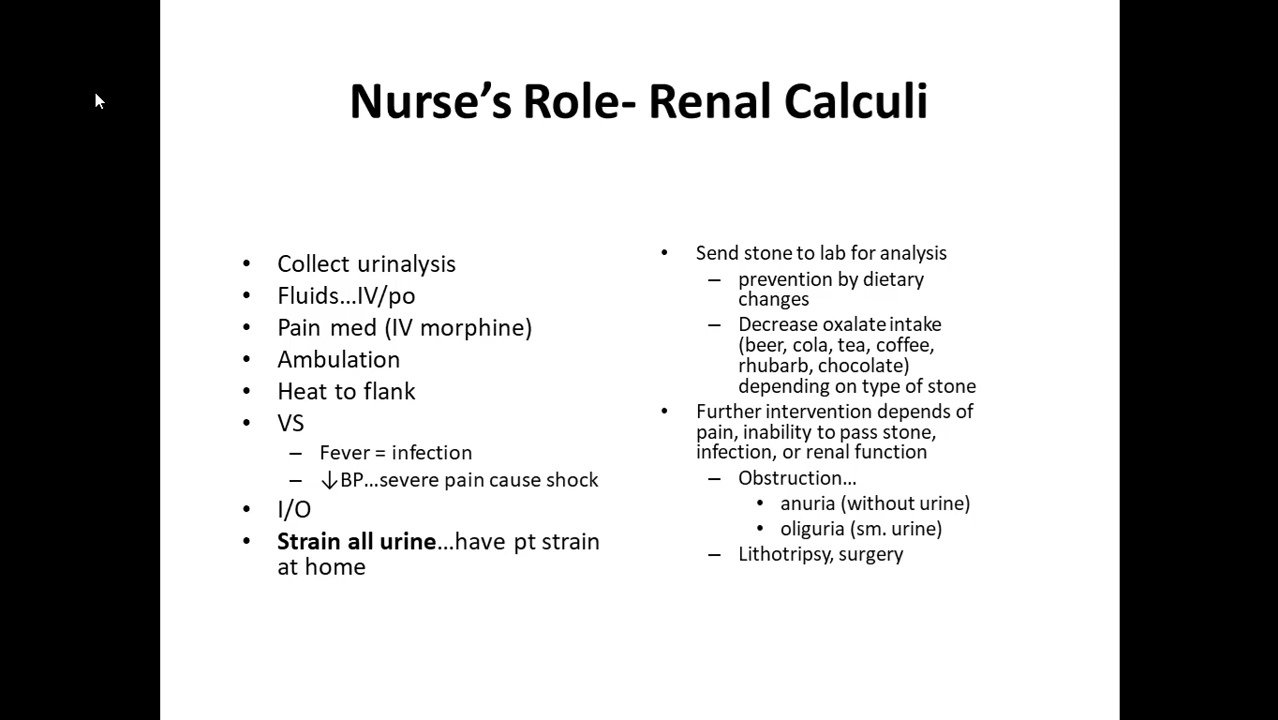 Nurse’s Role- Renal Calculi
• Collect urinalysis
• Fluids…IV/po
• Pain med (IV morphine)
• Ambulation
• Heat to flank
• VS
– Fever = infection
– ↓BP…severe pain cause shock
• I/O
• Strain all urine…have pt strain
at home
• Send stone to lab for analysis
– prevention by dietary
changes
– Decrease oxalate intake
(beer, cola, tea, coffee,
rhubarb, chocolate)
depending on type of stone
• Further intervention depends of
pain, inability to pass stone,
infection, or renal function
– Obstruction…
• anuria (without urine)
• oliguria (sm. urine)
– Lithotripsy, surgery